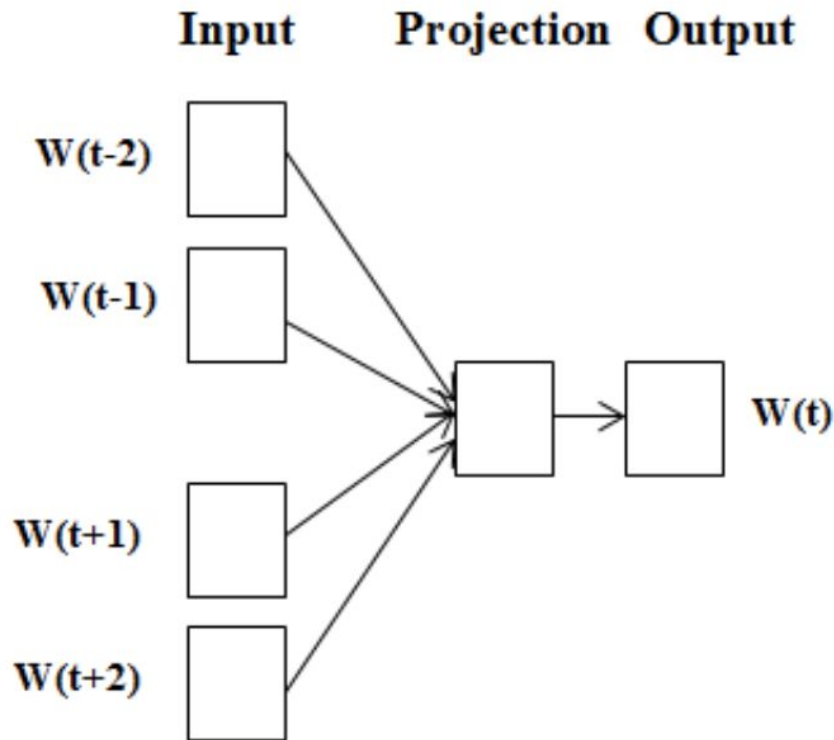 Input Projection Output
W(t-2)
W(t-1)
W(t)
W(t+1)
W(t+2)